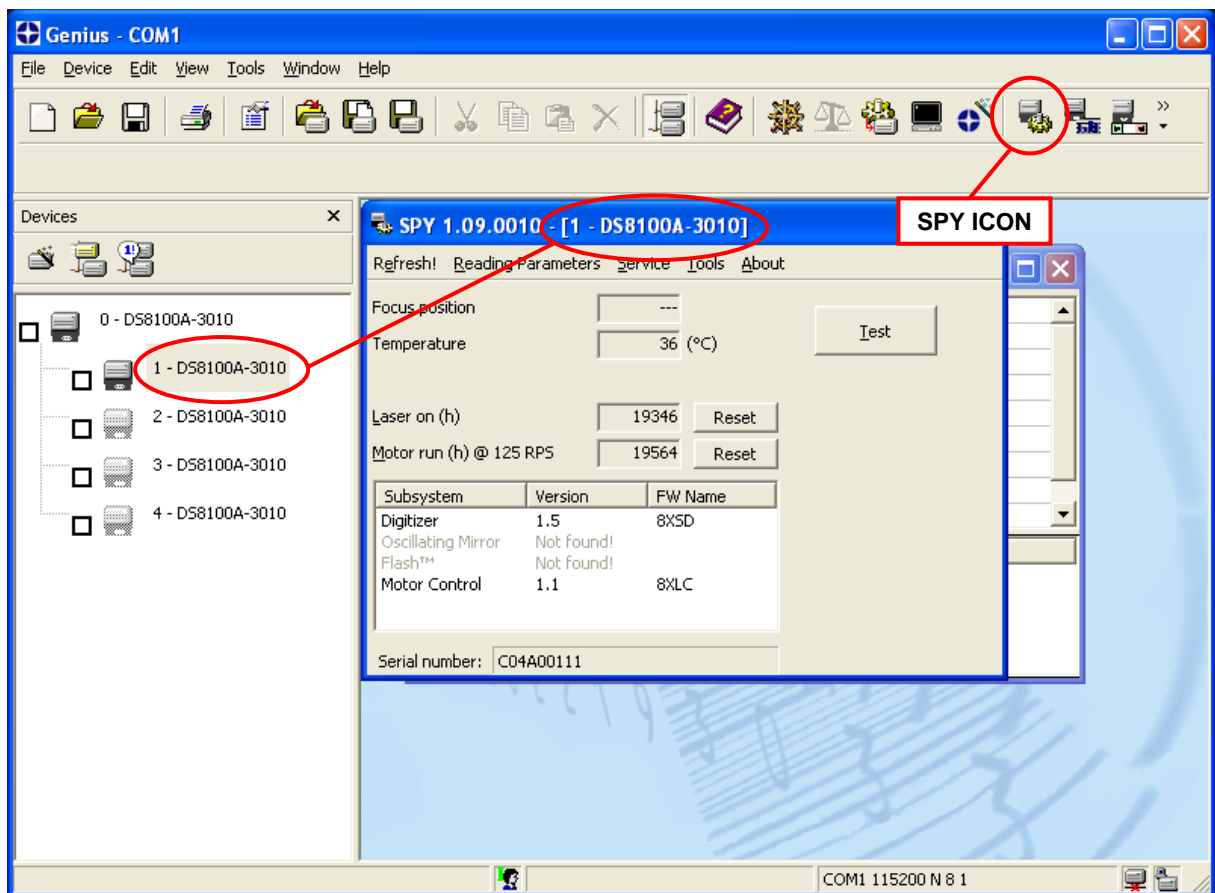 Genius - COM1
File Device Edit View Tools Window Help
SPY ICON
Devices
0 - DS8100A-3010
1 - DS8100A-3010
2 - DS8100A-3010
3 - DS8100A-3010
4 - DS8100A-3010
SPY 1.09.0010 - [1 - DS8100A-3010]
Refresh! Reading Parameters Service Tools About
Focus position ---
Temperature 36 (°C)
Test
Laser on (h) 19346 Reset
Motor run (h) @ 125 RPS 19564 Reset
Subsystem Version FW Name
Digitizer 1.5 8XSD
Oscillating Mirror Not found!
Flash™ Not found!
Motor Control 1.1 8XLC
Serial number: C04A00111
COM1 115200 N 8 1